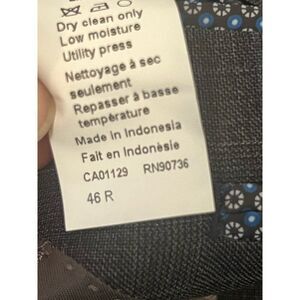 Dry clean only
Low moisture
Utility press
Nettoyage à sec
seulement
Repasser à basse
température
Made in Indonesia
Fait en Indonésie
CA01129 RN90736
46 R